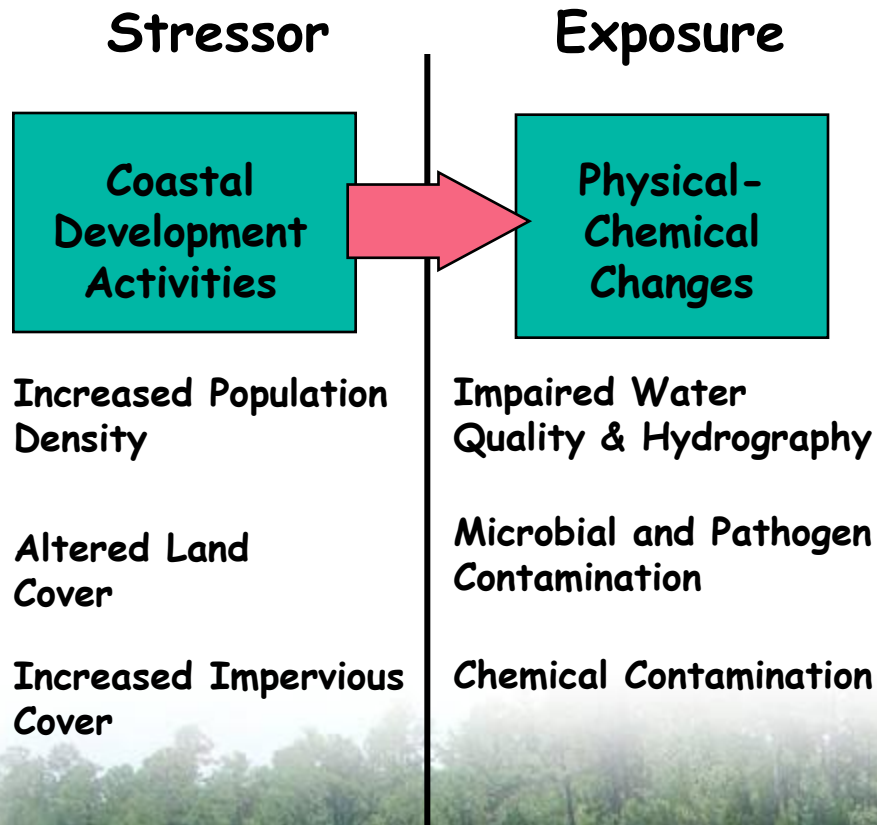 Stressor
Coastal
Development
Activities
Increased Population
Density
Altered Land
Cover
Increased Impervious
Cover
Exposure
Physical-
Chemical
Changes
Impaired Water
Quality & Hydrography
Microbial and Pathogen
Contamination
Chemical Contamination